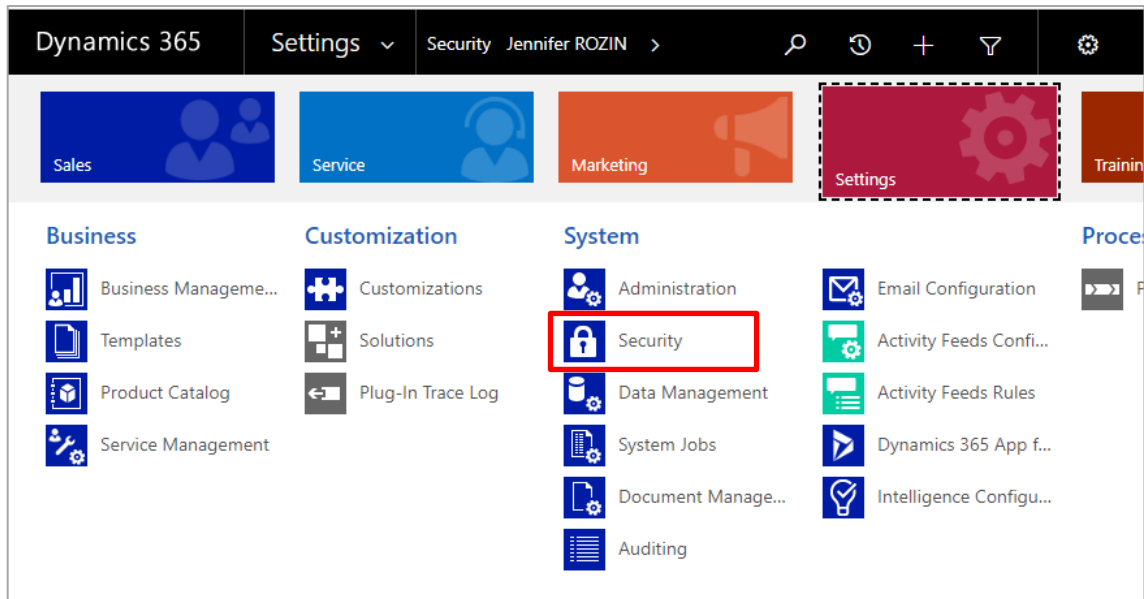 Dynamics 365 Settings Security Jennifer ROZIN
Sales Service Marketing Settings Trainin
Business Customization System Proces
Business Manageme... Customizations Administration Email Configuration P
Templates Solutions Security Activity Feeds Confi...
Product Catalog Plug-In Trace Log Data Management Activity Feeds Rules
Service Management System Jobs Dynamics 365 App f...
Document Manage... Intelligence Configu...
Auditing